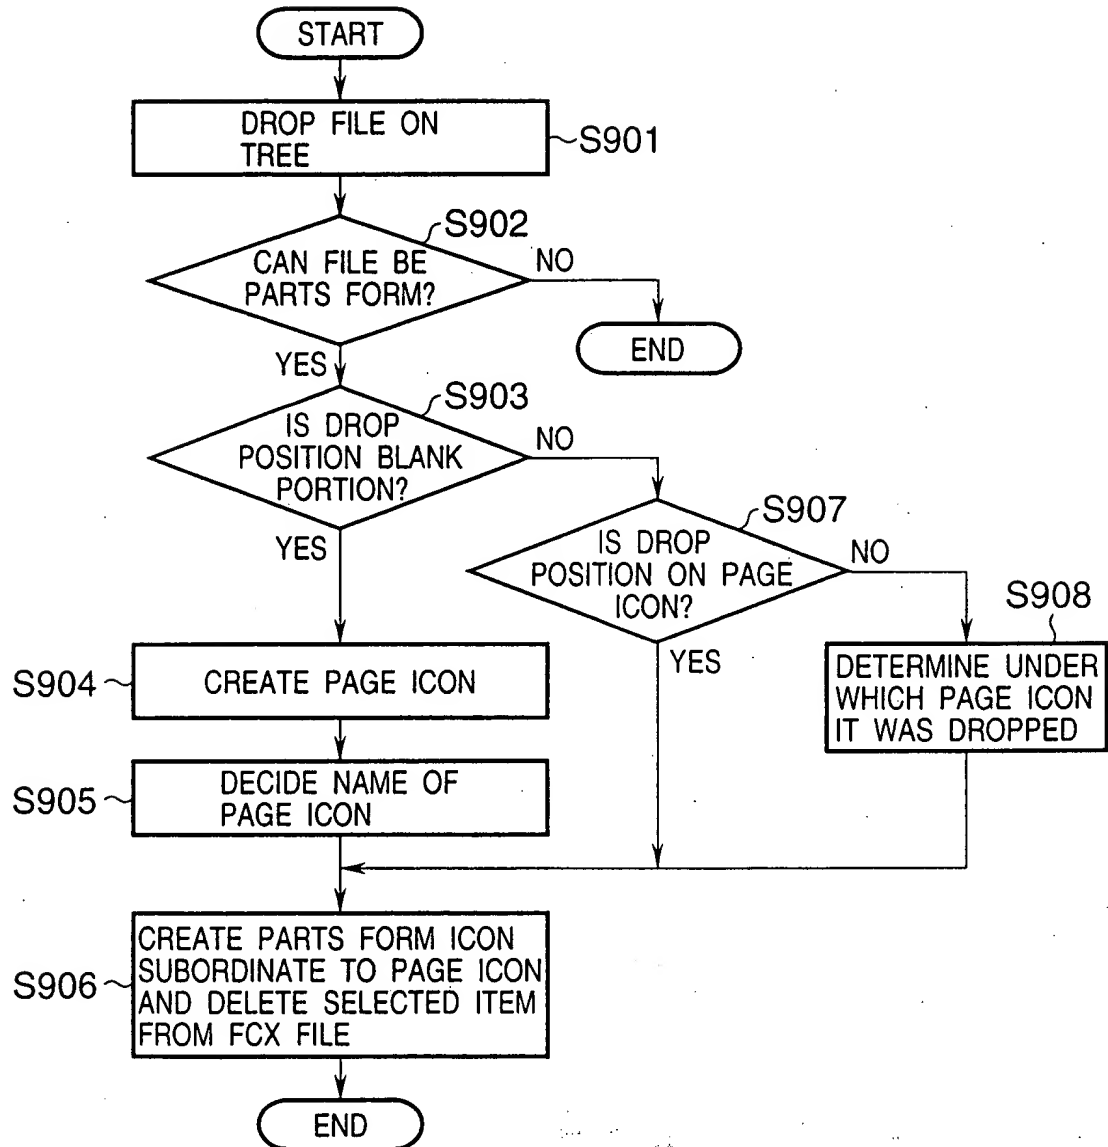 START
DROP FILE ON
TREE
S901
S902
CAN FILE BE
PARTS FORM?
NO
END
YES
S903
IS DROP
POSITION BLANK
PORTION?
NO
YES
S907
IS DROP
POSITION ON PAGE
ICON?
NO
YES
S908
DETERMINE UNDER
WHICH PAGE ICON
IT WAS DROPPED
S904
CREATE PAGE ICON
S905
DECIDE NAME OF
PAGE ICON
S906
CREATE PARTS FORM ICON
SUBORDINATE TO PAGE ICON
AND DELETE SELECTED ITEM
FROM FCX FILE
END